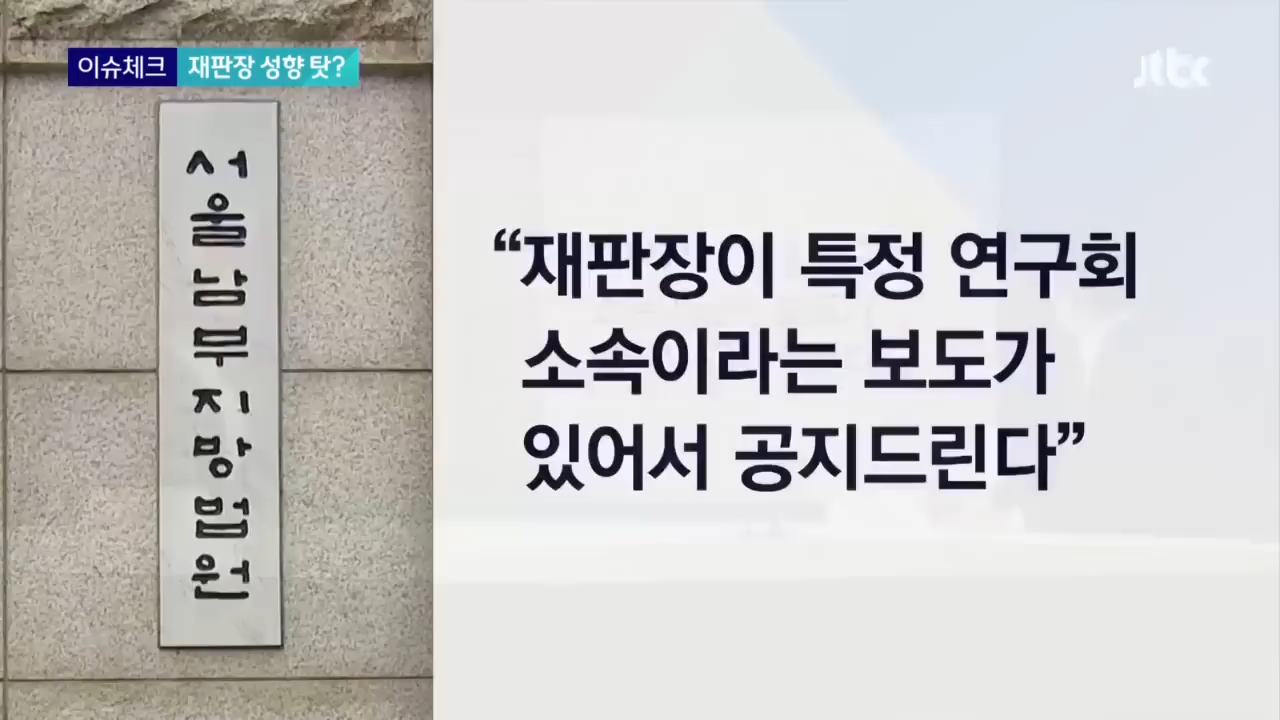 이슈체크 재판장 성향 탓?
jtbc
서울남부지방법원
“재판장이 특정 연구회
소속이라는 보도가
있어서 공지드린다”